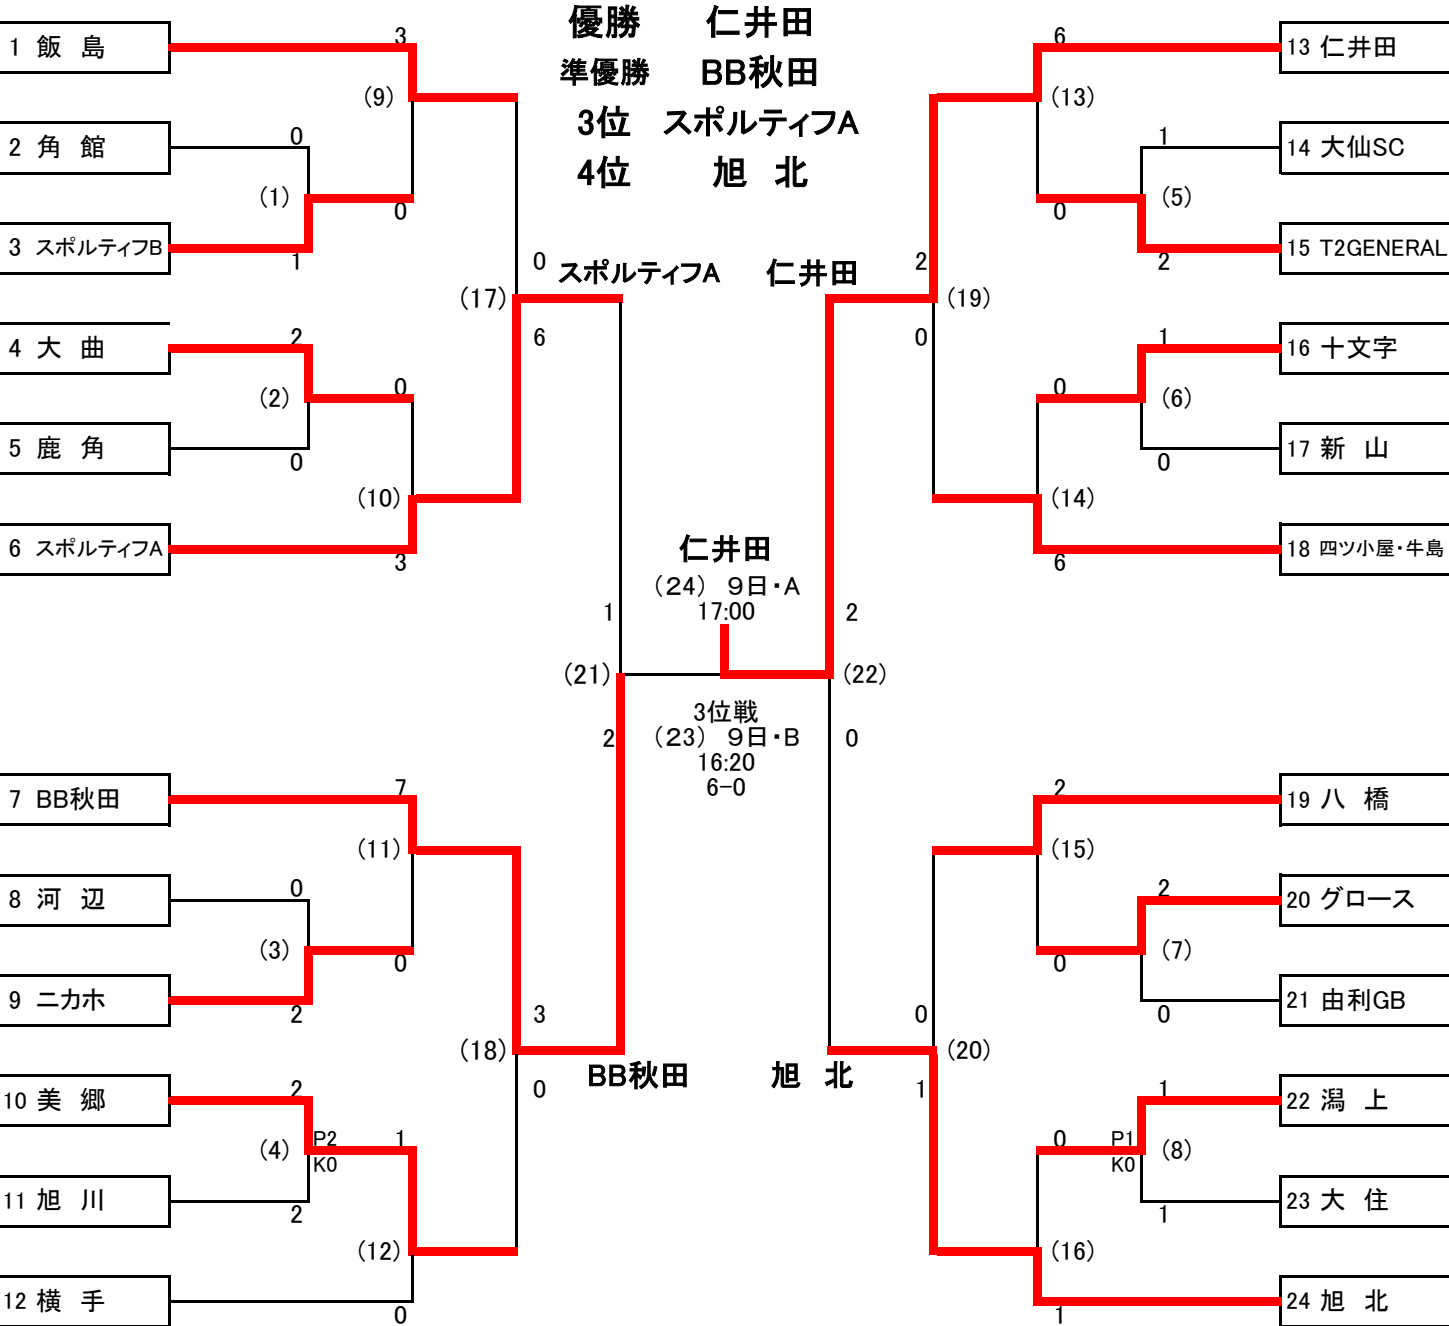 優勝 仁井田
準優勝 BB秋田
3位 スポルティフA
4位 旭 北
1 飯 島
3
(9)
2 角 館
0
(1)
0
3 スポルティフB
1
0
スポルティフA
(17)
6
4 大 曲
2
(2)
0
5 鹿 角
0
(10)
6 スポルティフA
3
1
(21)
2
7 BB秋田
7
(11)
8 河 辺
0
(3)
0
9 ニカホ
2
3
(18)
0
BB秋田
10 美 郷
2
(4)
P2
K0
1
11 旭 川
2
(12)
12 横 手
0
仁井田
(24) 9日・A
17:00
3位戦
(23) 9日・B
16:20
6-0
6
13 仁井田
(13)
1
14 大仙SC
(5)
0
15 T2GENERAL
2
仁井田
2
(19)
0
1
16 十文字
0
(6)
17 新 山
0
(14)
18 四ツ小屋・牛島
6
2
(22)
0
2
19 八 橋
(15)
2
20 グロース
(7)
0
21 由利GB
0
0
(20)
旭 北
1
1
22 潟 上
0
P1
K0
(8)
23 大 住
1
(16)
24 旭 北
1